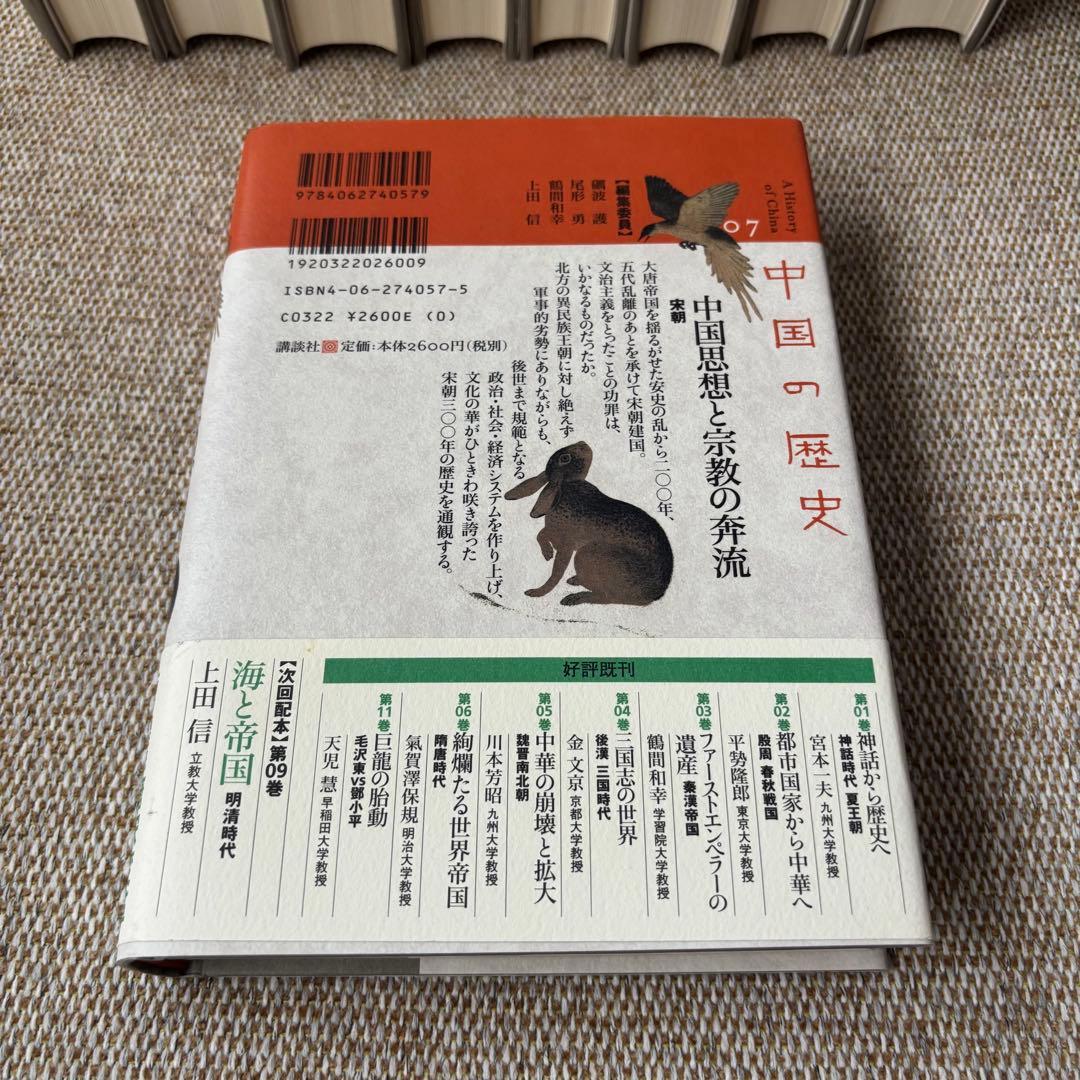 A History
of China
07
中国の歴史
中国思想と宗教の奔流
宋朝
大唐帝国を揺るがせた安史の乱から二〇〇年、
五代乱離のあとを承けて宋朝建国。
文治主義をとったことの功罪は、
いかなるものだったか。
北方の異民族王朝に対し絶えず
軍事的劣勢にありながらも、
後世まで規範となる
政治・社会・経済システムを作り上げ、
文化の華がひときわ咲き誇った
宋朝三〇〇年の歴史を通観する。
【編集委員】
礪波 護
尾形 勇
鶴間和幸
上田 信
9784062740579
1920322026009
ISBN4-06-274057-5
C0322 ¥2600E (0)
講談社 定価:本体2600円(税別)
好評既刊
第01巻 神話から歴史へ
神話時代 夏王朝
宮本一夫 九州大学教授
第02巻 都市国家から中華へ
殷周 春秋戦国
平勢隆郎 東京大学教授
第03巻 ファーストエンペラーの
遺産 秦漢帝国
鶴間和幸 学習院大学教授
第04巻 三国志の世界
後漢 三国時代
金 文京 京都大学教授
第05巻 中華の崩壊と拡大
魏晋南北朝
川本芳昭 九州大学教授
第06巻 絢爛たる世界帝国
隋唐時代
氣賀澤保規 明治大学教授
第11巻 巨龍の胎動
毛沢東vs鄧小平
天児 慧 早稲田大学教授
【次回配本】第09巻
海と帝国 明清時代
上田 信 立教大学教授